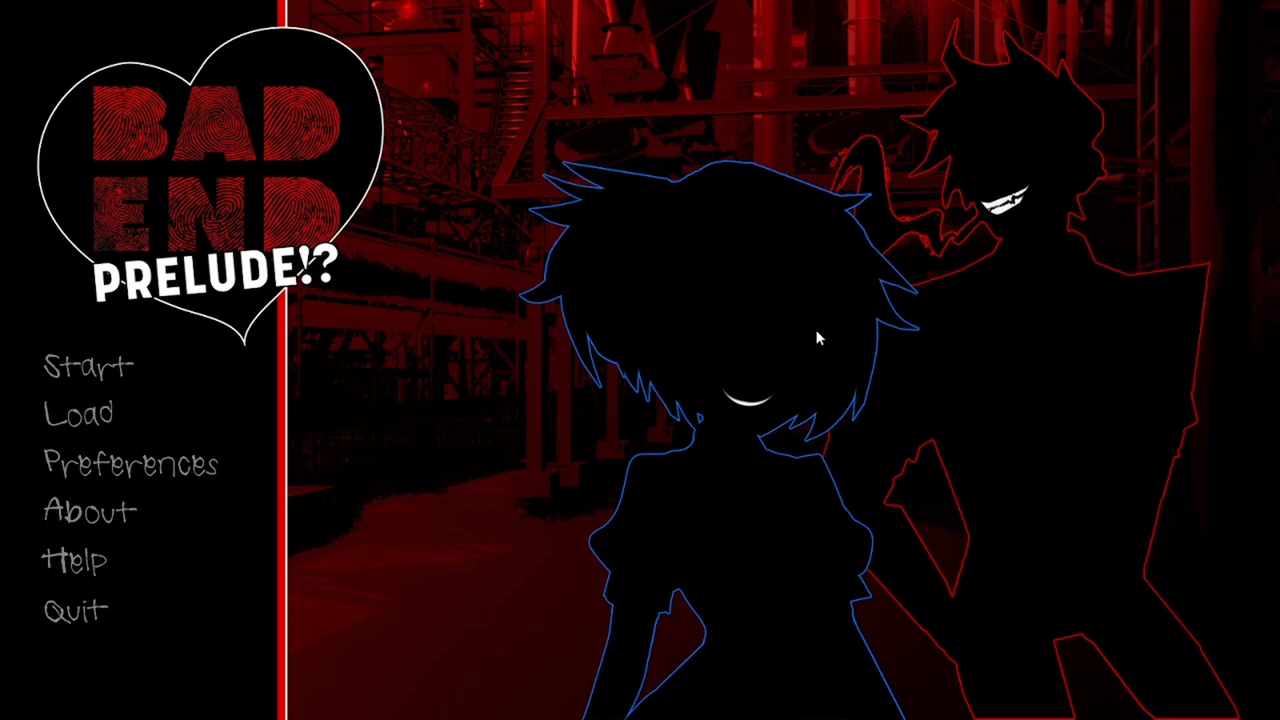 BAD
END
PRELUDE!?
Start
Load
Preferences
About
Help
Quit